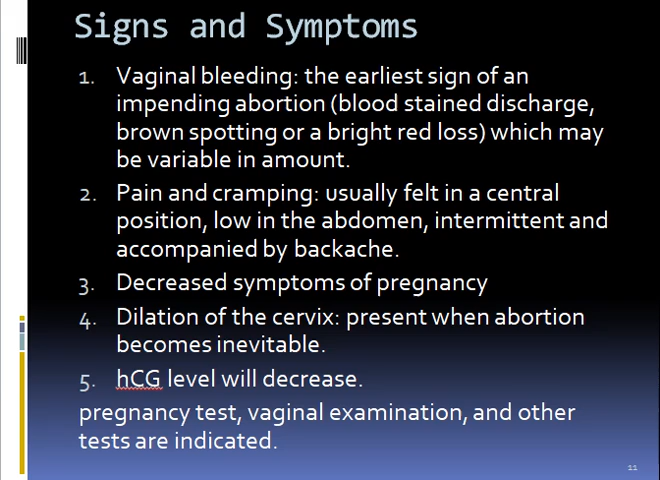 Signs and Symptoms
1. Vaginal bleeding: the earliest sign of an
impending abortion (blood stained discharge,
brown spotting or a bright red loss) which may
be variable in amount.
2. Pain and cramping: usually felt in a central
position, low in the abdomen, intermittent and
accompanied by backache.
3. Decreased symptoms of pregnancy
4. Dilation of the cervix: present when abortion
becomes inevitable.
5. hCG level will decrease.
pregnancy test, vaginal examination, and other
tests are indicated.
11